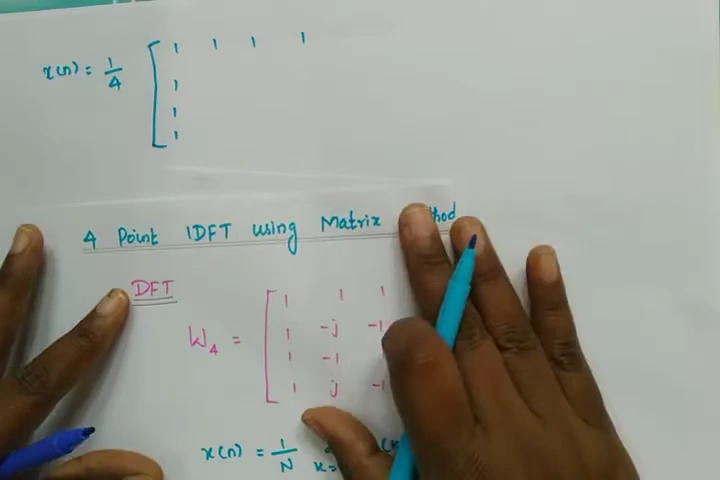 x(n) = 1/4 [ 1 1 1 1
1
1
1
4 Point IDFT using Matrix
DFT
W4 = [ 1 1 1
1 -j -1
1 -1
1 j -1
x(n) = 1/N